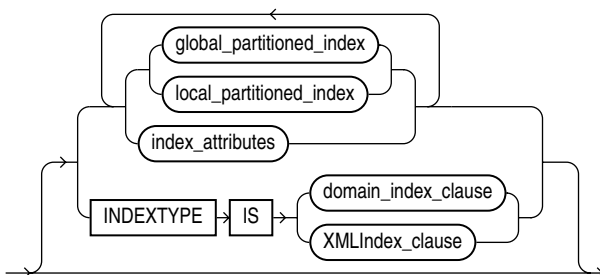 global_partitioned_index
local_partitioned_index
index_attributes
domain_index_clause
INDEXTYPE IS
XMLIndex_clause